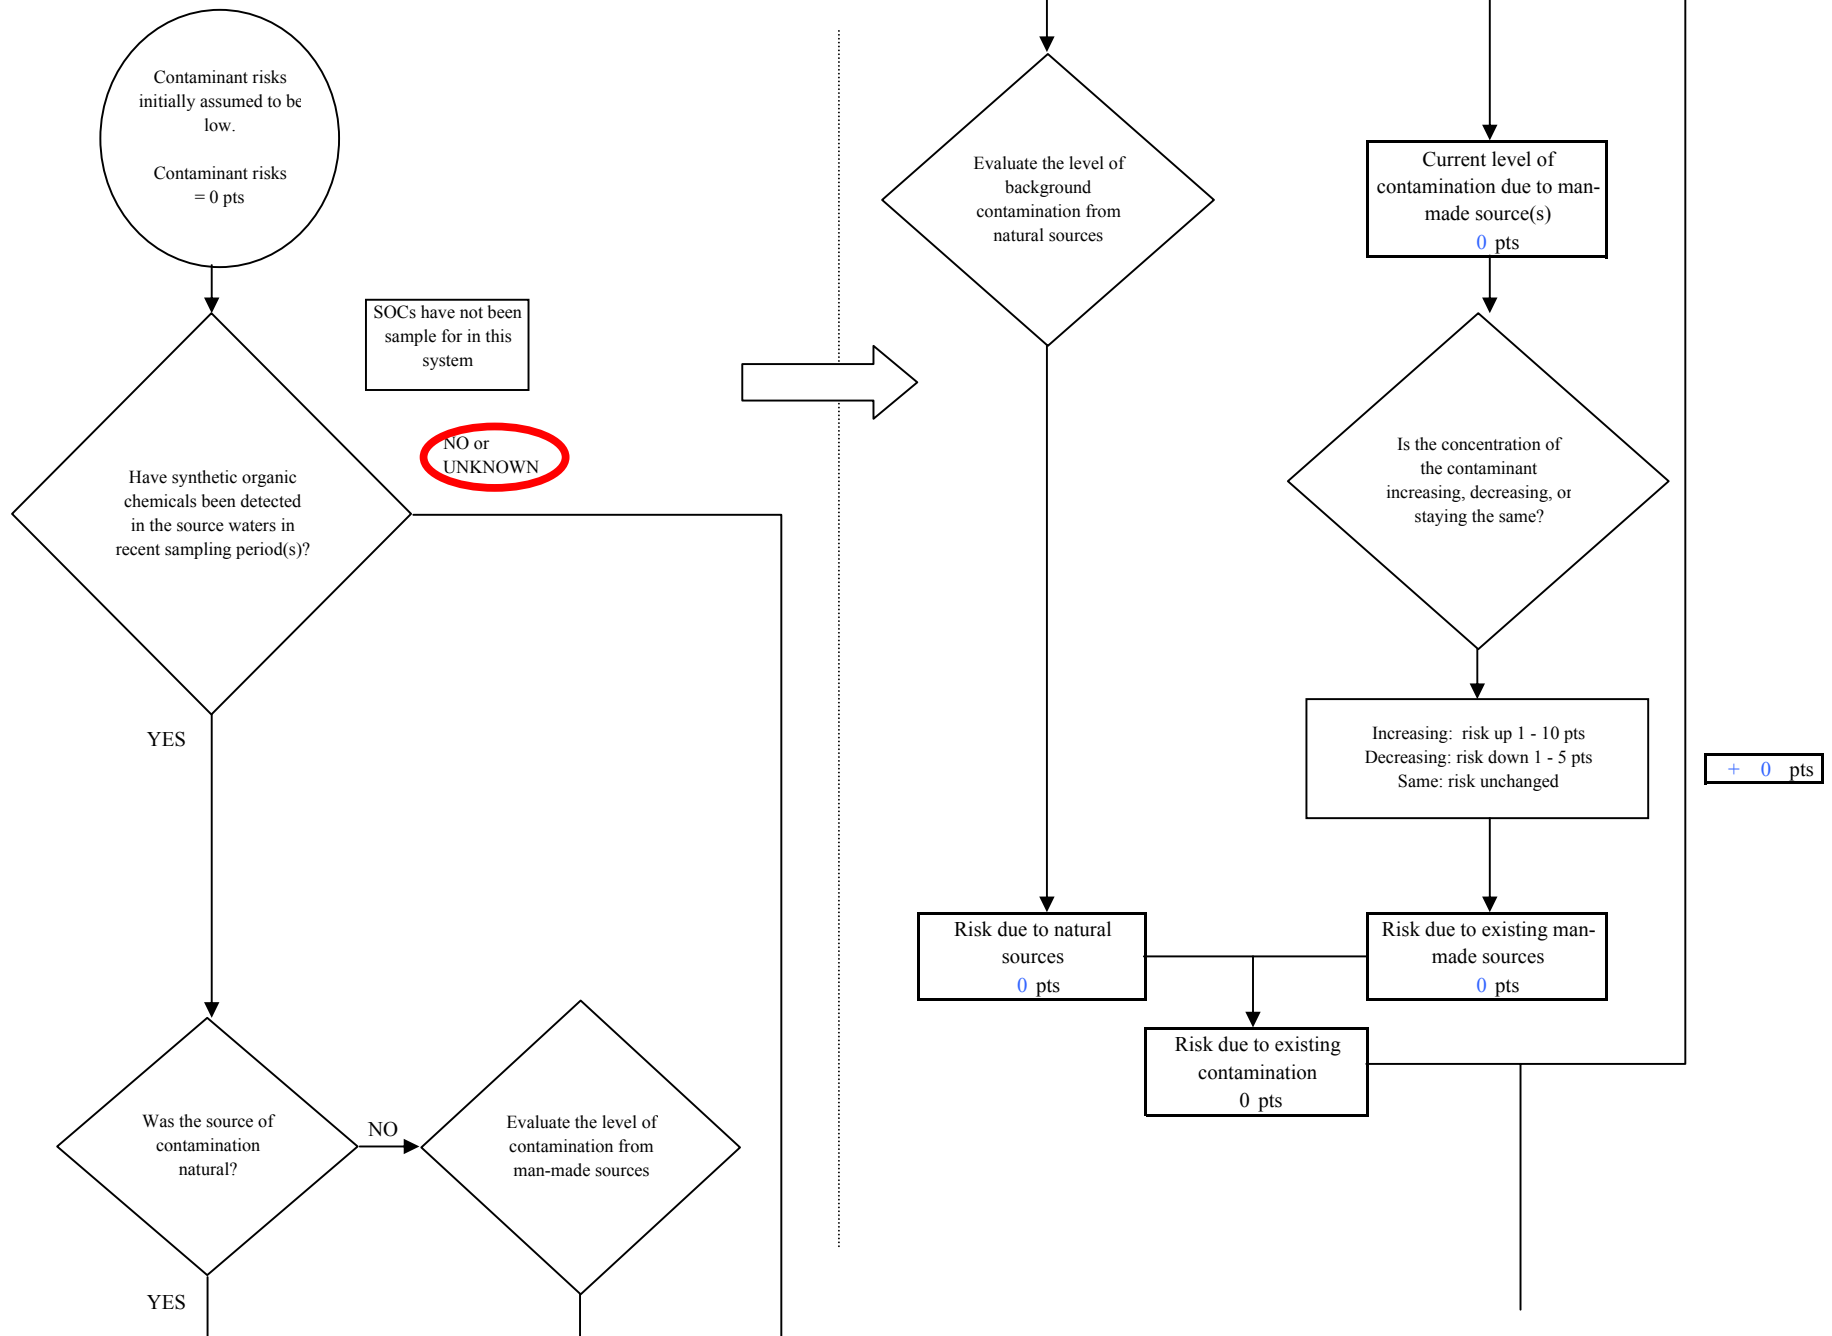 Contaminant risks
initially assumed to be
low.
Contaminant risks
= 0 pts
SOCs have not been
sample for in this
system
NO or
UNKNOWN
Have synthetic organic
chemicals been detected
in the source waters in
recent sampling period(s)?
YES
Was the source of
contamination
natural?
NO
Evaluate the level of
contamination from
man-made sources
YES
Evaluate the level of
background
contamination from
natural sources
Current level of
contamination due to man-
made source(s)
0 pts
Is the concentration of
the contaminant
increasing, decreasing, or
staying the same?
Increasing: risk up 1 - 10 pts
Decreasing: risk down 1 - 5 pts
Same: risk unchanged
+ 0 pts
Risk due to natural
sources
0 pts
Risk due to existing man-
made sources
0 pts
Risk due to existing
contamination
0 pts